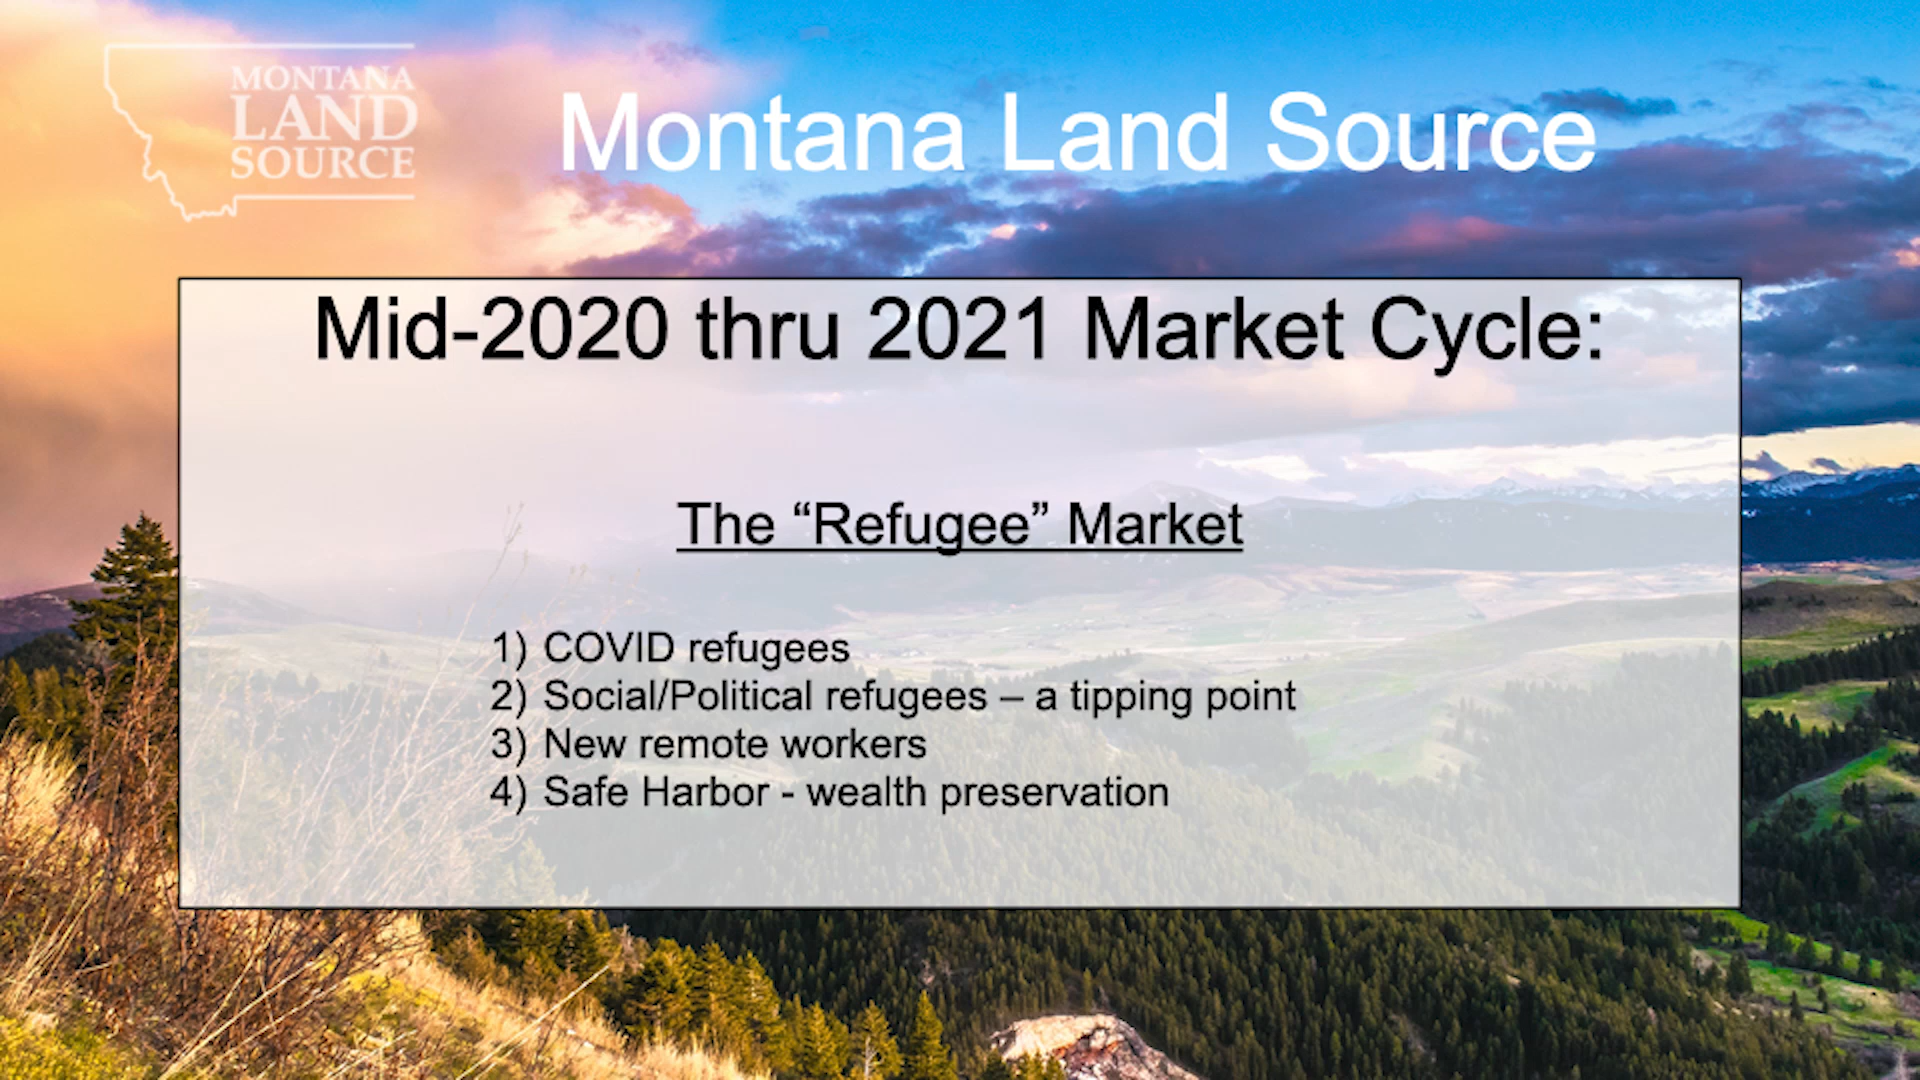 MONTANA
LAND
SOURCE
Montana Land Source
Mid-2020 thru 2021 Market Cycle:
The “Refugee” Market
1) COVID refugees
2) Social/Political refugees – a tipping point
3) New remote workers
4) Safe Harbor - wealth preservation